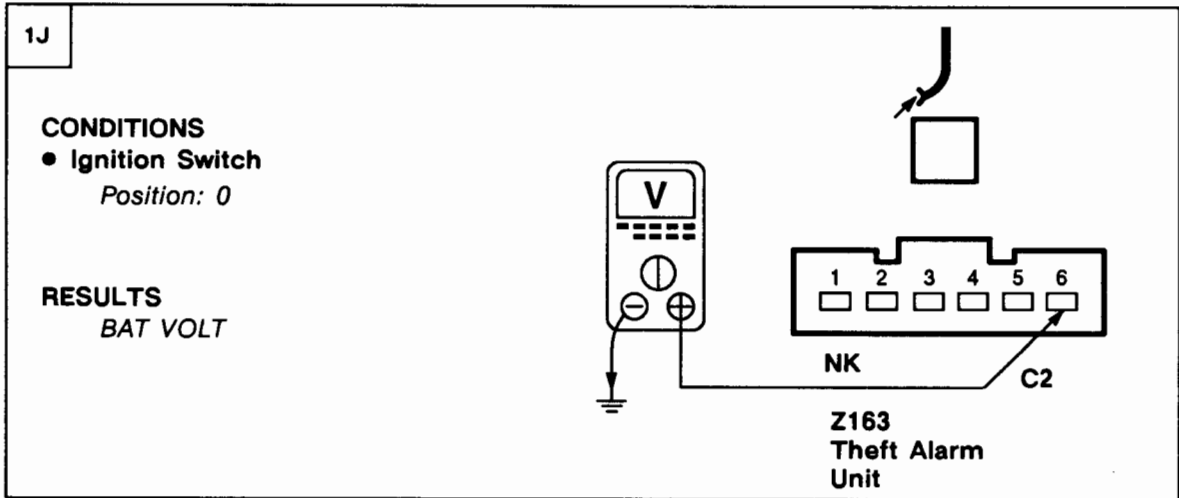 1J
CONDITIONS
● Ignition Switch
Position: 0
RESULTS
BAT VOLT
V
1 2 3 4 5 6
NK
C2
Z163
Theft Alarm
Unit